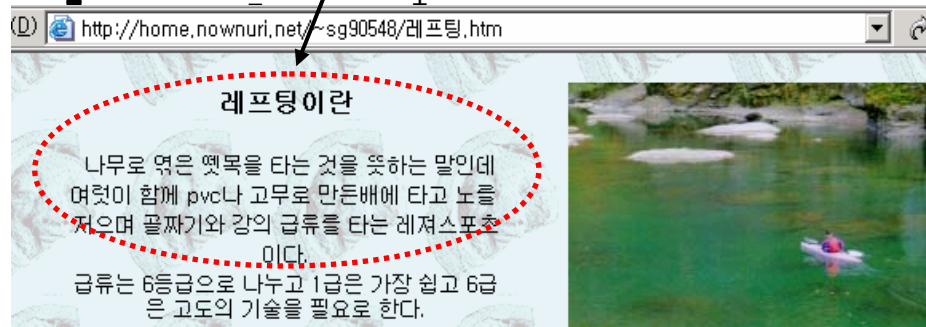 (D) http://home.nownuri.net/~sg90548/레프팅.htm
레프팅이란
나무로 엮은 뗏목을 타는 것을 뜻하는 말인데
여럿이 함께 pvc나 고무로 만든배에 타고 노를
저으며 골짜기와 강의 급류를 타는 레져스포츠
이다.
급류는 6등급으로 나누고 1급은 가장 쉽고 6급
은 고도의 기술을 필요로 한다.